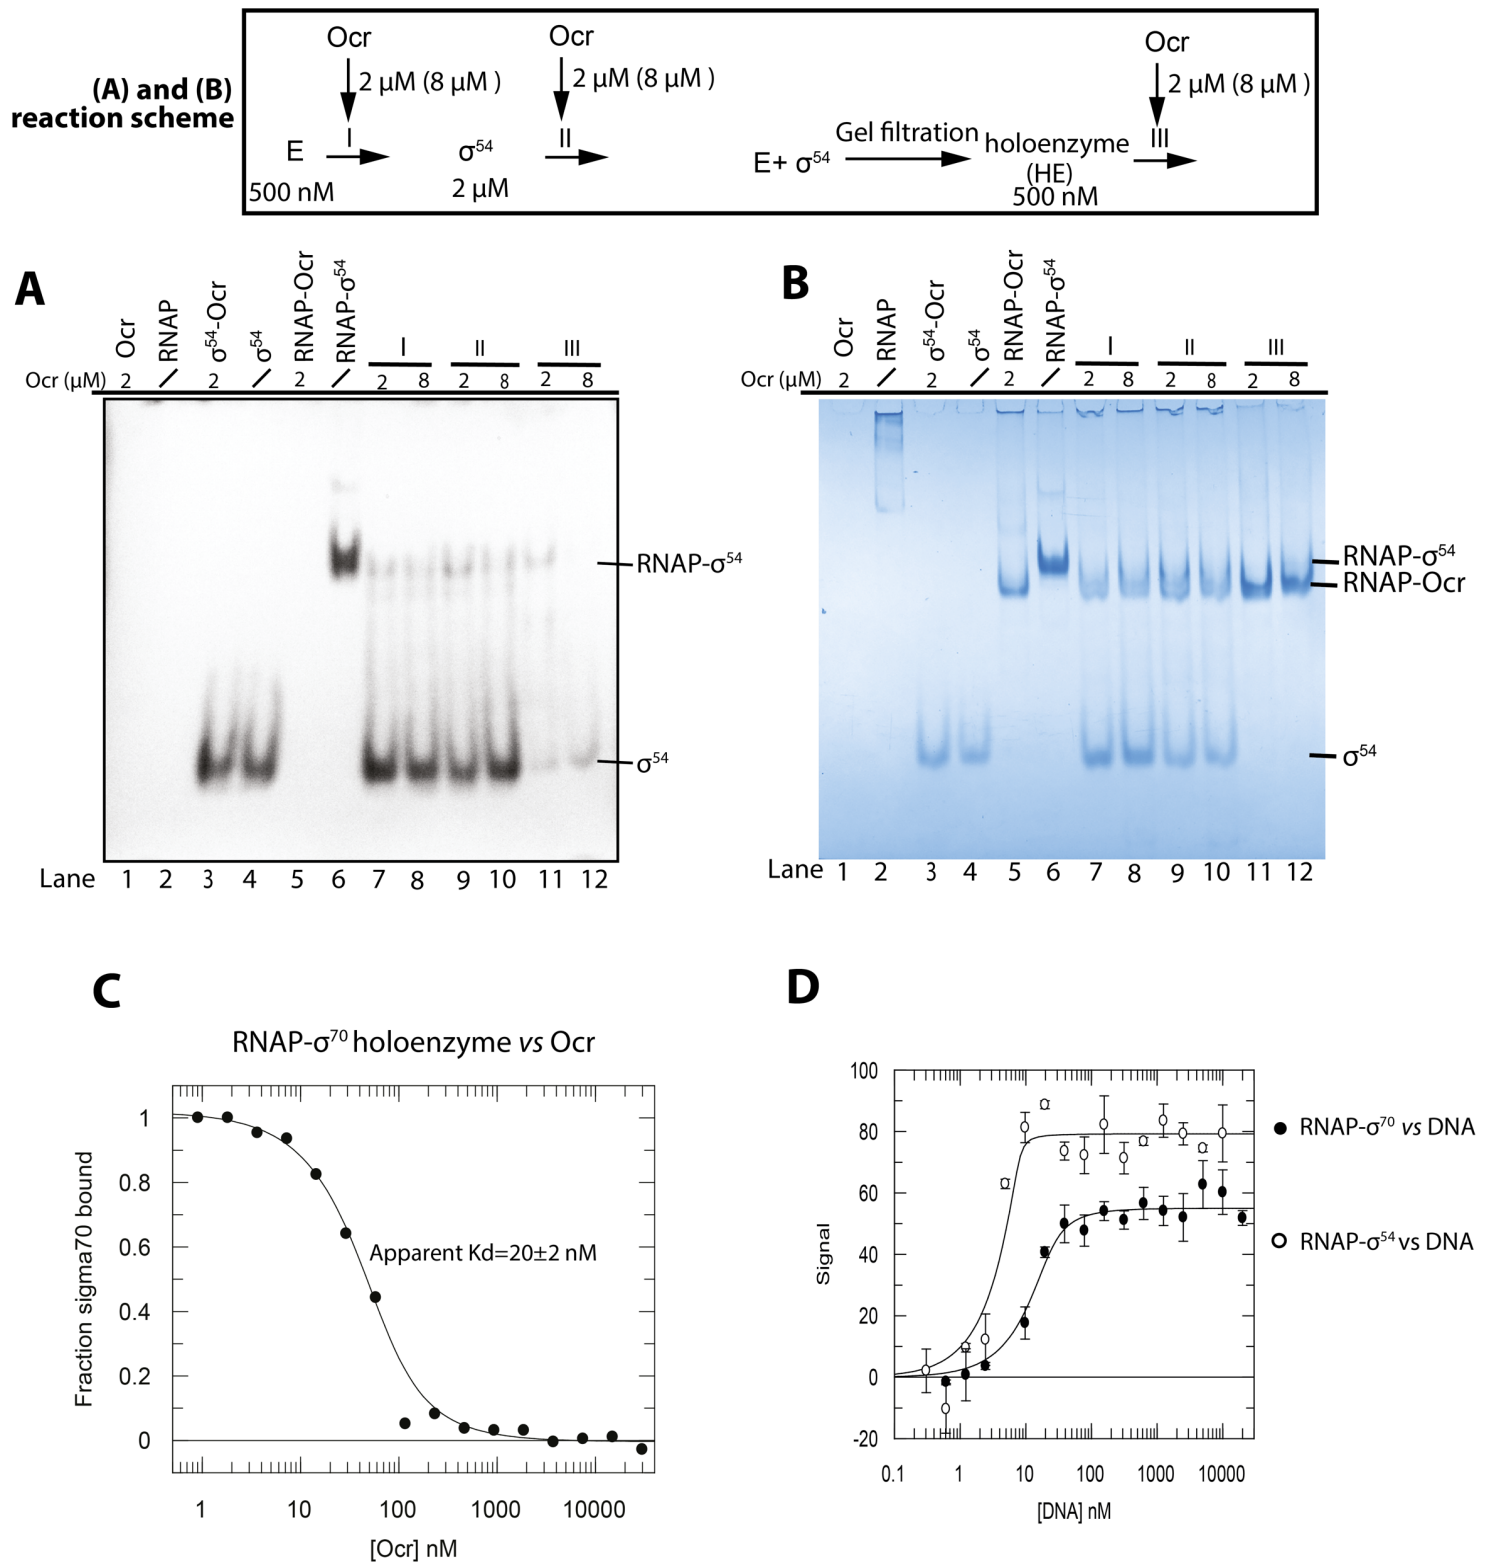 (A) and (B)
reaction scheme
Ocr
2 µM (8 µM )
I
E
500 nM
σ54
2 µM
Ocr
2 µM (8 µM )
II
E+ σ54
Gel filtration
holoenzyme
(HE)
500 nM
Ocr
2 µM (8 µM )
III
A
Ocr
RNAP
σ54-Ocr
σ54
RNAP-Ocr
RNAP-σ54
I
II
III
Ocr (µM) 2 / 2 / 2 / 2 8 2 8 2 8
RNAP-σ54
σ54
Lane 1 2 3 4 5 6 7 8 9 10 11 12
B
Ocr
RNAP
σ54-Ocr
σ54
RNAP-Ocr
RNAP-σ54
I
II
III
Ocr (µM) 2 / 2 / 2 / 2 8 2 8 2 8
RNAP-σ54
RNAP-Ocr
σ54
Lane 1 2 3 4 5 6 7 8 9 10 11 12
C
RNAP-σ70 holoenzyme vs Ocr
Fraction sigma70 bound
1
0.8
0.6
0.4
0.2
0
Apparent Kd=20±2 nM
1 10 100 1000 10000
[Ocr] nM
D
Signal
100
80
60
40
20
0
-20
0.1 1 10 100 1000 10000
[DNA] nM
RNAP-σ70 vs DNA
RNAP-σ54 vs DNA